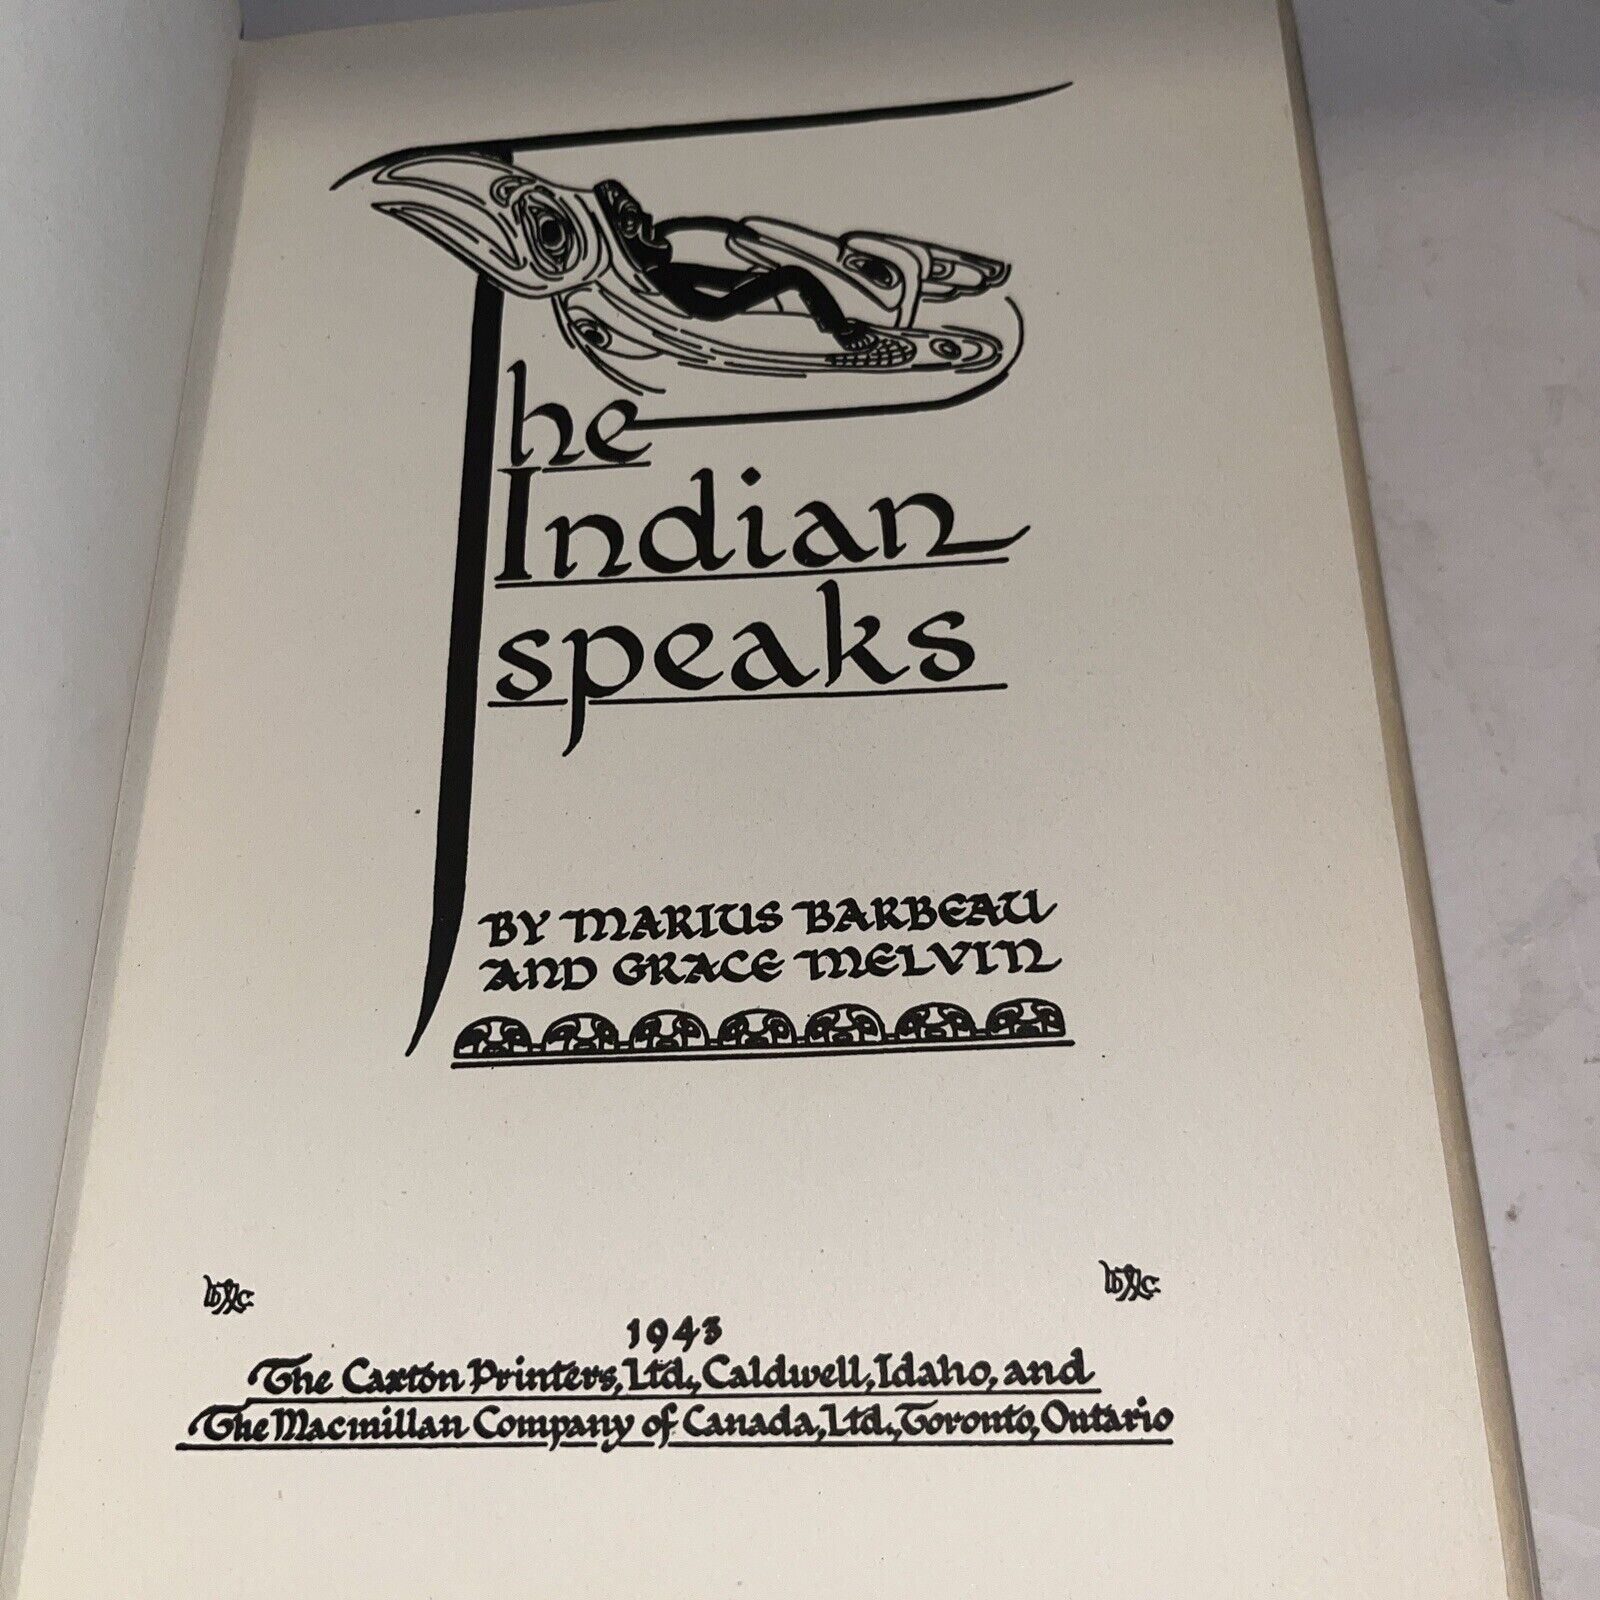 The
Indian
speaks
BY MARIUS BARBEAU
AND GRACE MELVIN
1943
The Caxton Printers, Ltd., Caldwell, Idaho, and
The Macmillan Company of Canada, Ltd., Toronto, Ontario